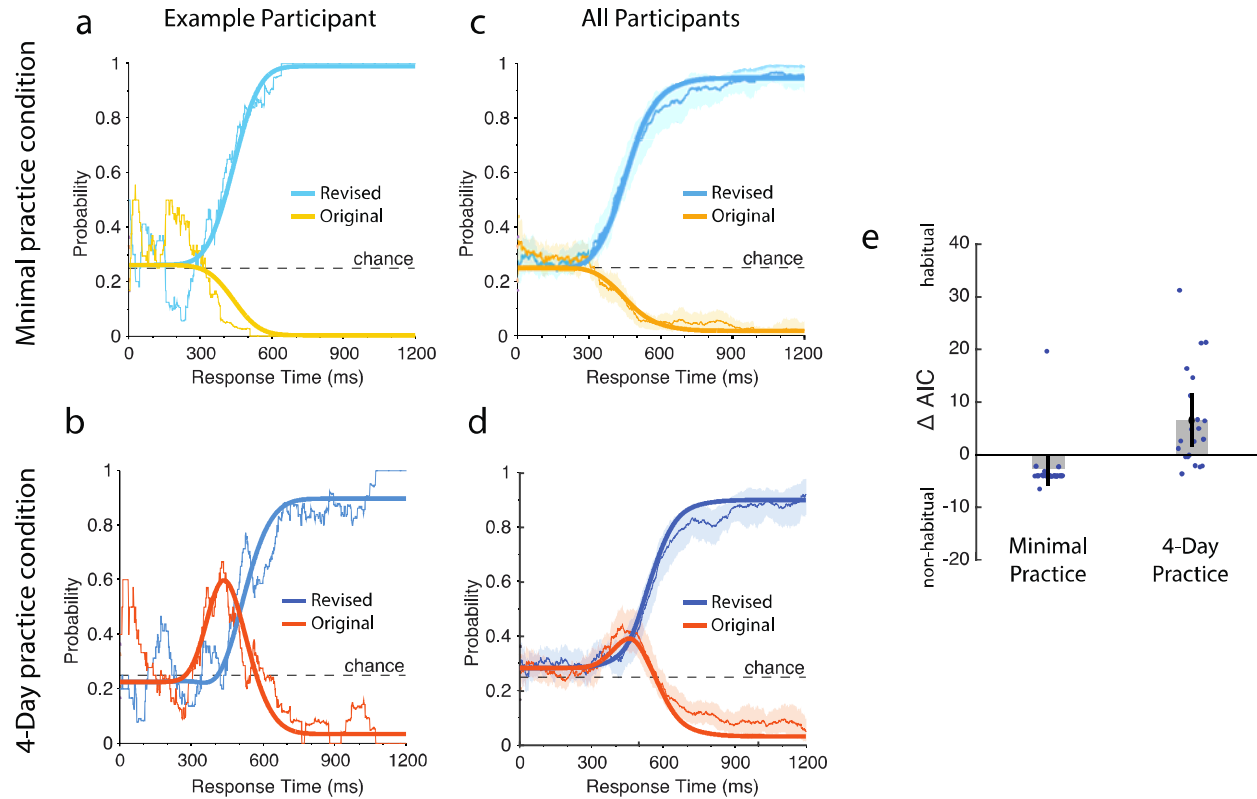 a
Example Participant
c
All Participants
Mnlimal practice condition
Probability
1
0.8
0.6
0.4
0.2
0
Revised
Original
chance
0
300
600
900
1200
Response Time (ms)
Probability
1
0.8
0.6
0.4
0.2
0
Revised
Original
chance
0
300
600
900
1200
Response Time (ms)
b
4-Day practice condition
Probability
1
0.8
0.6
0.4
0.2
0
Revised
Original
chance
0
300
600
900
1200
Response Time (ms)
d
Probability
1
0.8
0.6
0.4
0.2
0
Revised
Original
chance
0
300
600
900
1200
Response Time (ms)
e
non-habitual
habitual
Δ AIC
40
30
20
10
0
-10
-20
Minimal
Practice
4-Day
Practice